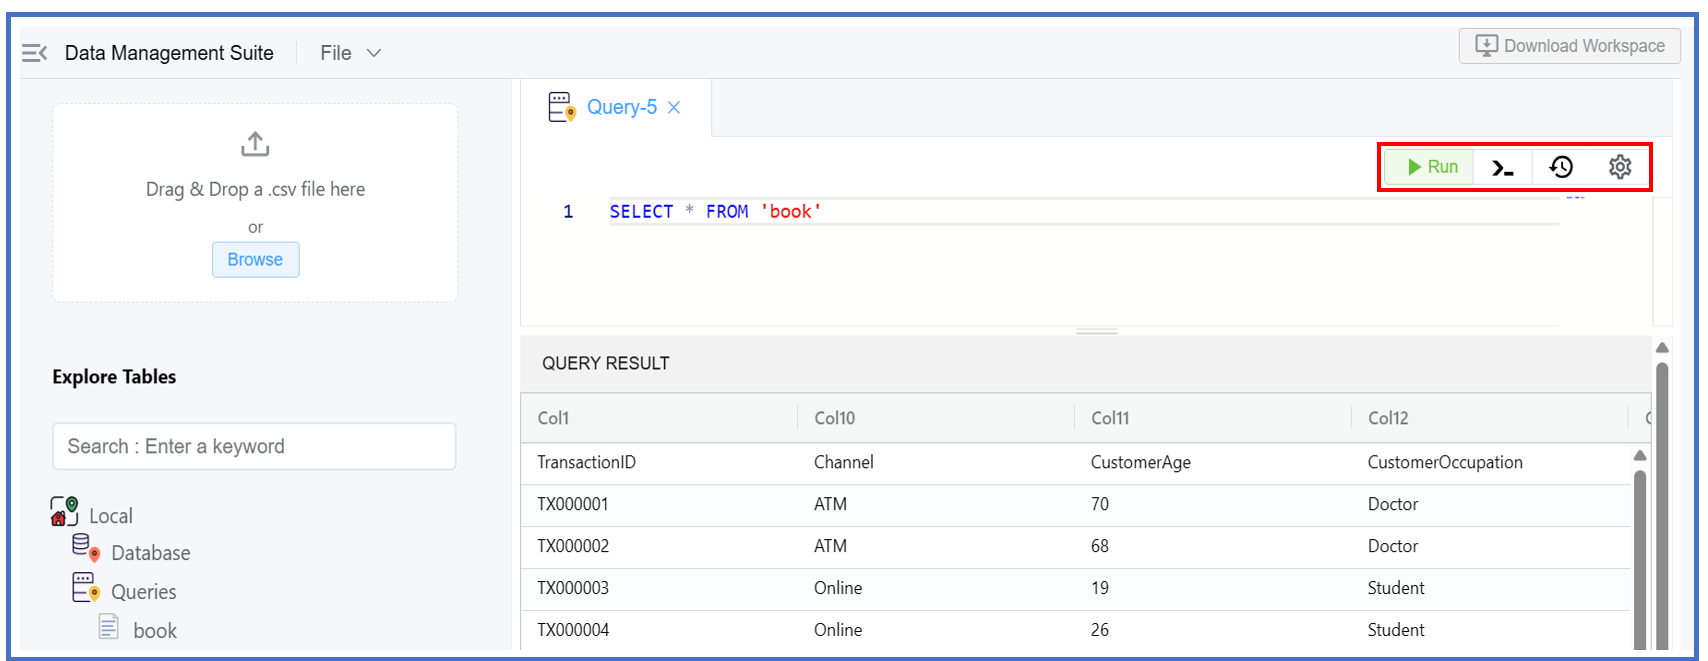 Data Management Suite File Download Workspace
Drag & Drop a .csv file here
or
Browse
Explore Tables
Search : Enter a keyword
Local
Database
Queries
book
Query-5
Run
1 SELECT * FROM 'book'
QUERY RESULT
Col1 Col10 Col11 Col12
TransactionID Channel CustomerAge CustomerOccupation
TX000001 ATM 70 Doctor
TX000002 ATM 68 Doctor
TX000003 Online 19 Student
TX000004 Online 26 Student